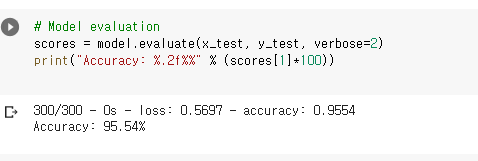 # Model evaluation
scores = model.evaluate(x_test, y_test, verbose=2)
print("Accuracy: %.2f%%" % (scores[1]*100))
300/300 - 0s - loss: 0.5697 - accuracy: 0.9554
Accuracy: 95.54%